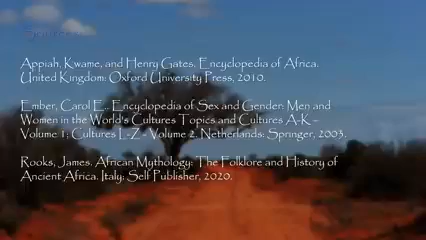 Sources
Appiah, Kwame, and Henry Gates. Encyclopedia of Africa.
United Kingdom: Oxford University Press, 2010.
Ember, Carol E.. Encyclopedia of Sex and Gender: Men and
Women in the World's Cultures Topics and Cultures A-K -
Volume 1; Cultures L-Z - Volume 2. Netherlands: Springer, 2003.
Rooks, James. African Mythology: The Folklore and History of
Ancient Africa. Italy: Self Publisher, 2020.